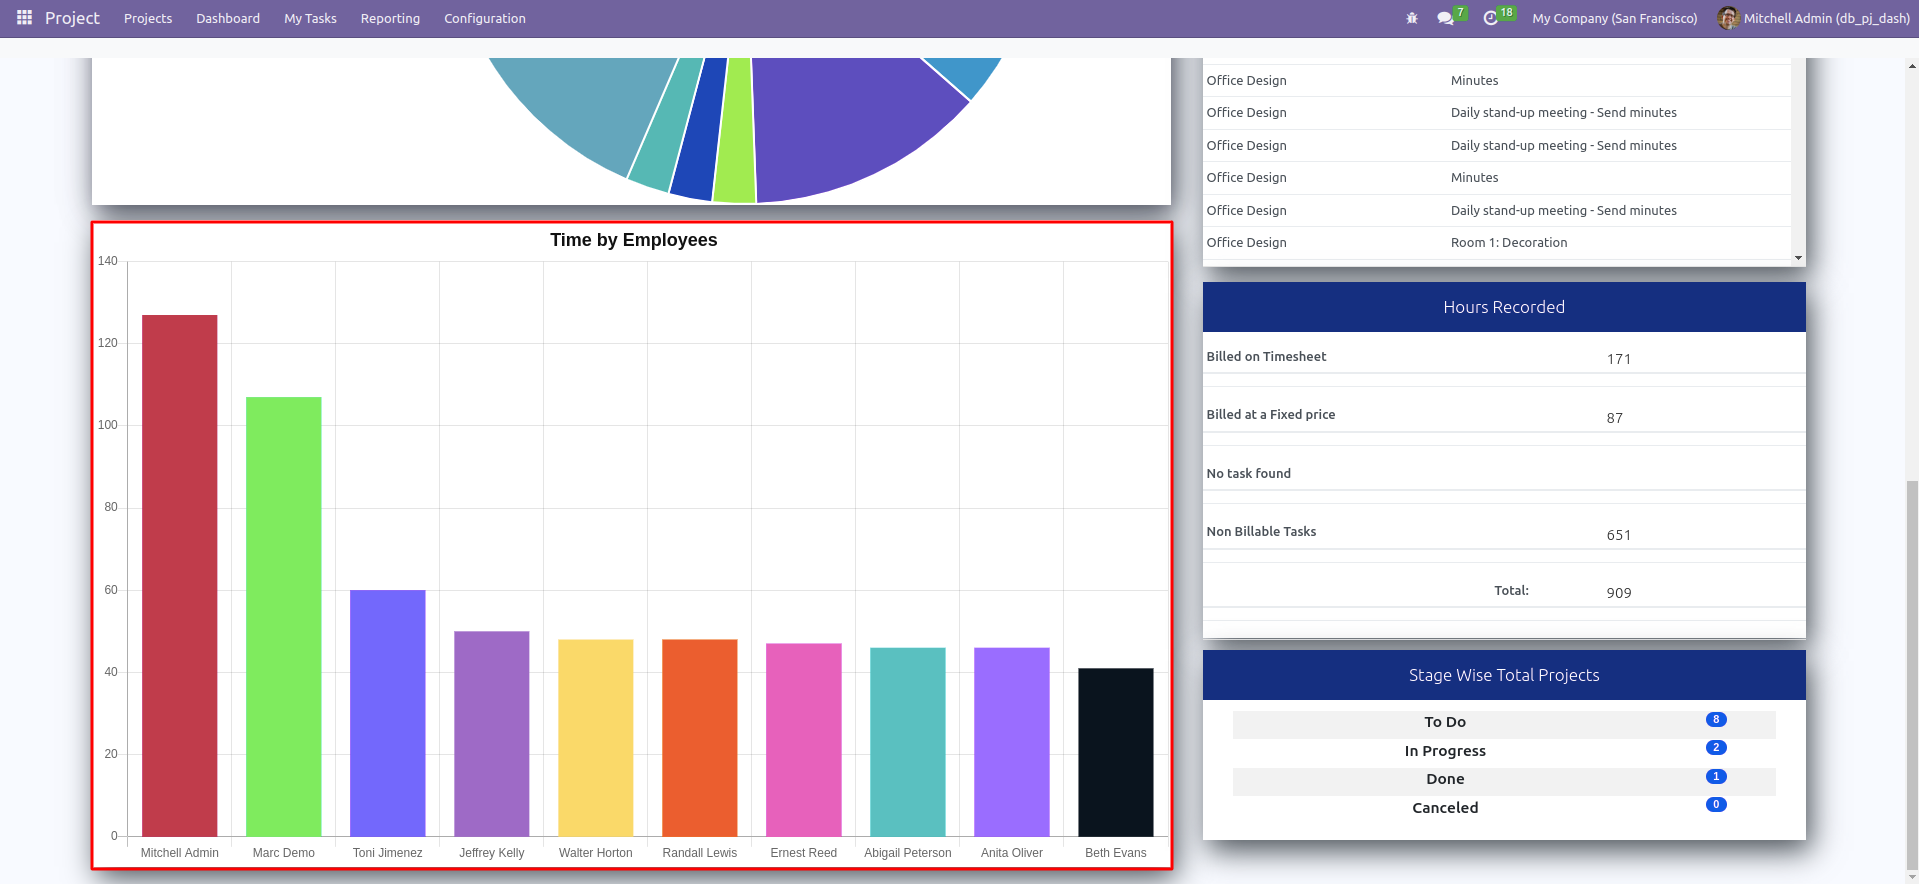 Project Projects Dashboard My Tasks Reporting Configuration 7 18 My Company (San Francisco) Mitchell Admin (db_pj_dash)
Office Design Minutes
Office Design Daily stand-up meeting - Send minutes
Office Design Daily stand-up meeting - Send minutes
Office Design Minutes
Office Design Daily stand-up meeting - Send minutes
Office Design Room 1: Decoration
Time by Employees
140
120
100
80
60
40
20
0
Mitchell Admin Marc Demo Toni Jimenez Jeffrey Kelly Walter Horton Randall Lewis Ernest Reed Abigail Peterson Anita Oliver Beth Evans
Hours Recorded
Billed on Timesheet 171
Billed at a Fixed price 87
No task found
Non Billable Tasks 651
Total: 909
Stage Wise Total Projects
To Do 8
In Progress 2
Done 1
Canceled 0